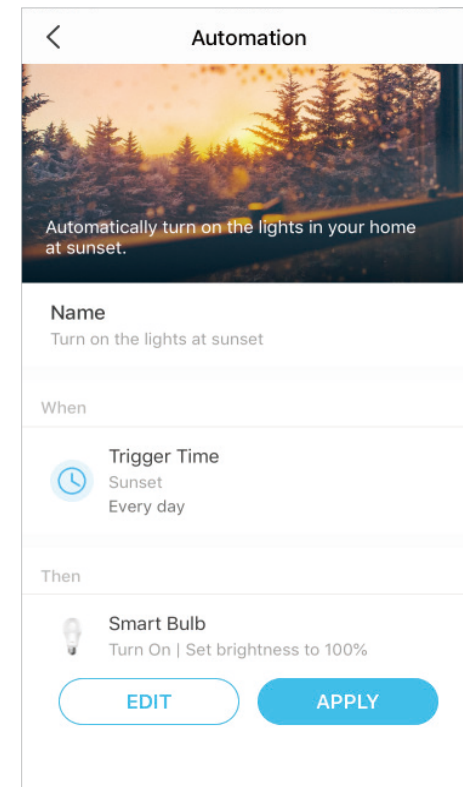 Automation
Automatically turn on the lights in your home
at sunset.
Name
Turn on the lights at sunset
When
Trigger Time
Sunset
Every day
Then
Smart Bulb
Turn On | Set brightness to 100%
EDIT
APPLY